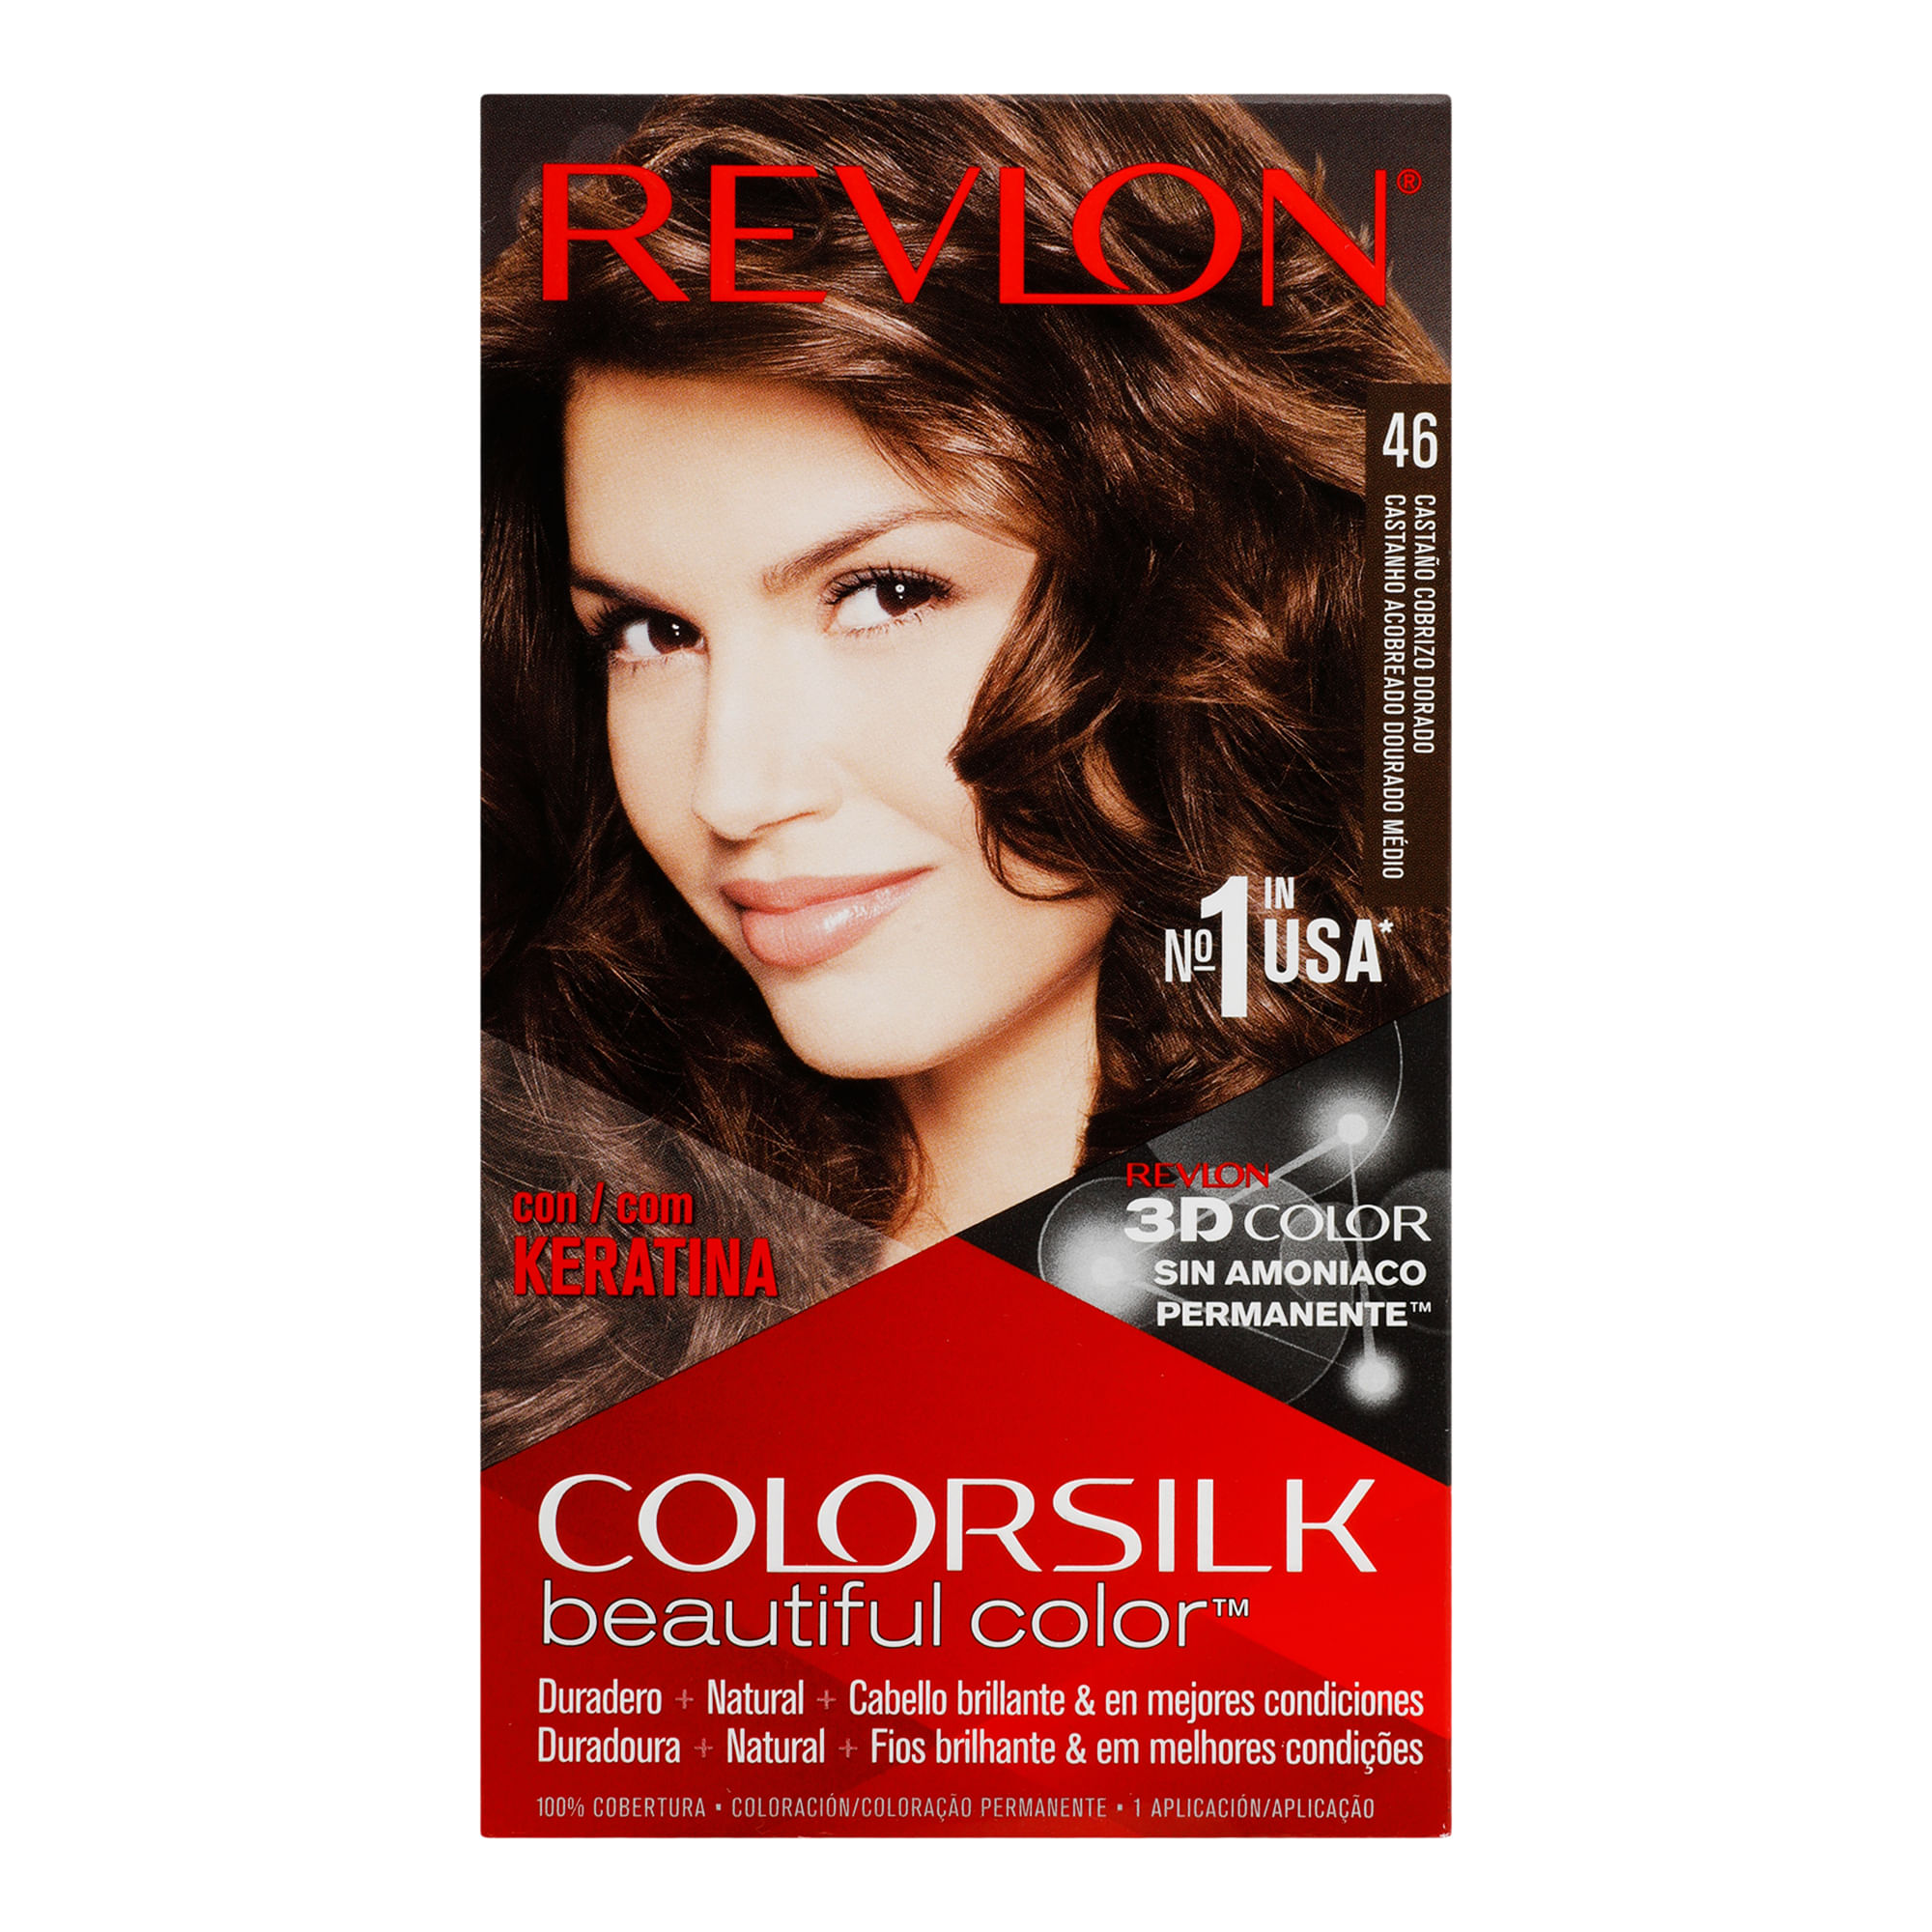 REVLON®
46
CASTAÑO COBRIZO DORADO
CASTANHO ACOBREADO DOURADO MÉDIO
Nº1 IN USA*
con / com
KERATINA
REVLON
3D COLOR
SIN AMONIACO
PERMANENTE™
COLORSILK
beautiful color™
Duradero + Natural + Cabello brillante & en mejores condiciones
Duradoura + Natural + Fios brilhante & em melhores condições
100% COBERTURA ▪ COLORACIÓN/COLORAÇÃO PERMANENTE ▪ 1 APLICACIÓN/APLICAÇÃO